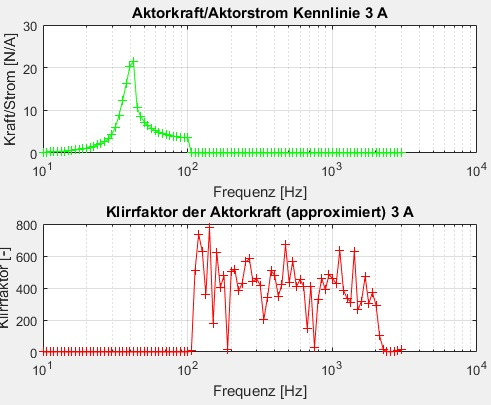 Aktorkraft/Aktorstrom Kennlinie 3 A
Kraft/Strom [N/A]
30
20
10
0
10^1
10^2
10^3
10^4
Frequenz [Hz]
Klirrfaktor der Aktorkraft (approximiert) 3 A
Klirrfaktor [-]
800
600
400
200
0
10^1
10^2
10^3
10^4
Frequenz [Hz]